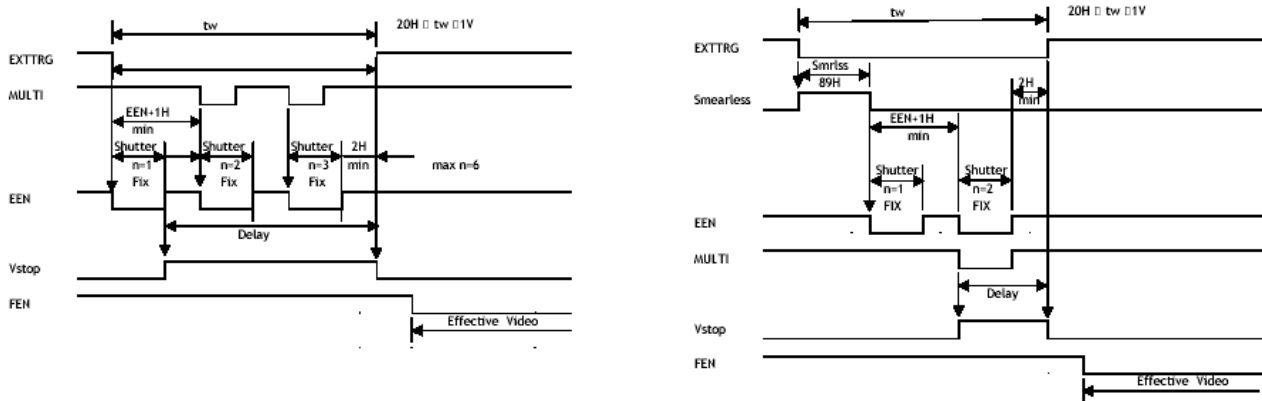 tw
20H □ tw □1V
EXTTRG
MULTI
EEN+1H
min
Shutter
n=1
Fix
Shutter
n=2
Fix
Shutter
n=3
Fix
2H
min
max n=6
EEN
Delay
Vstop
FEN
Effective Video
tw
20H □ tw □1V
EXTTRG
Smrlss
89H
2H
min
Smearless
EEN+1H
min
Shutter
n=1
FIX
Shutter
n=2
FIX
EEN
MULTI
Delay
Vstop
FEN
Effective Video